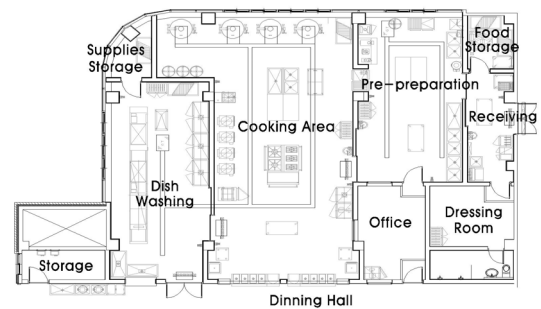 Supplies
Storage
Food
Storage
Pre-preparation
Receiving
Cooking Area
Dish
Washing
Office
Dressing
Room
Storage
Dinning Hall